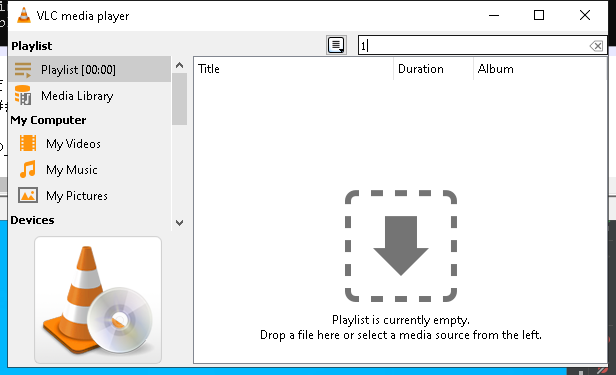 VLC media player
Playlist
1
Playlist [00:00]
Media Library
My Computer
My Videos
My Music
My Pictures
Devices
Title Duration Album
Playlist is currently empty.
Drop a file here or select a media source from the left.